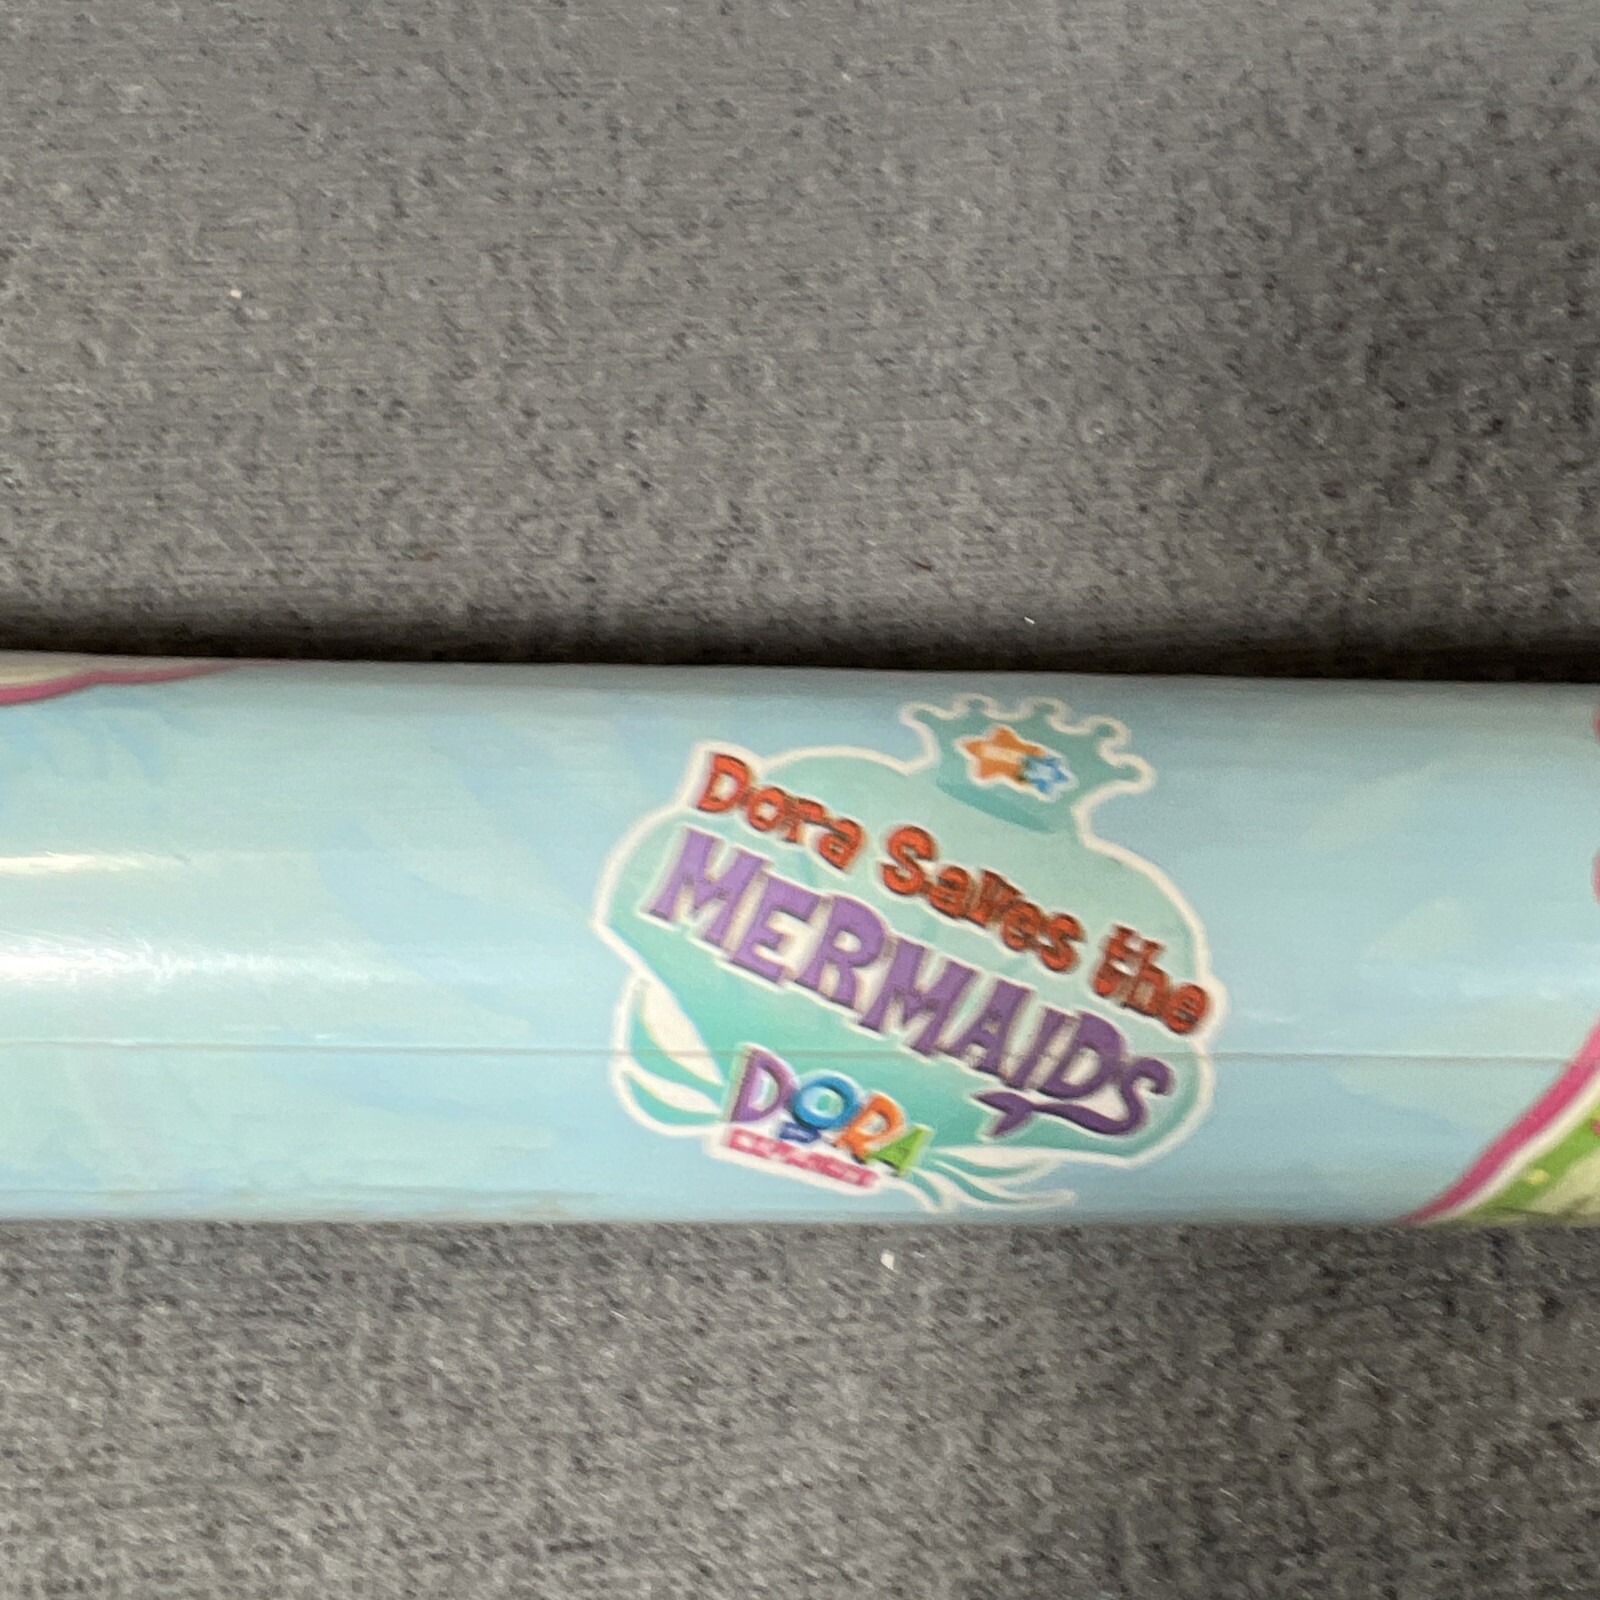 Dora Saves the
MERMAIDS
DORA